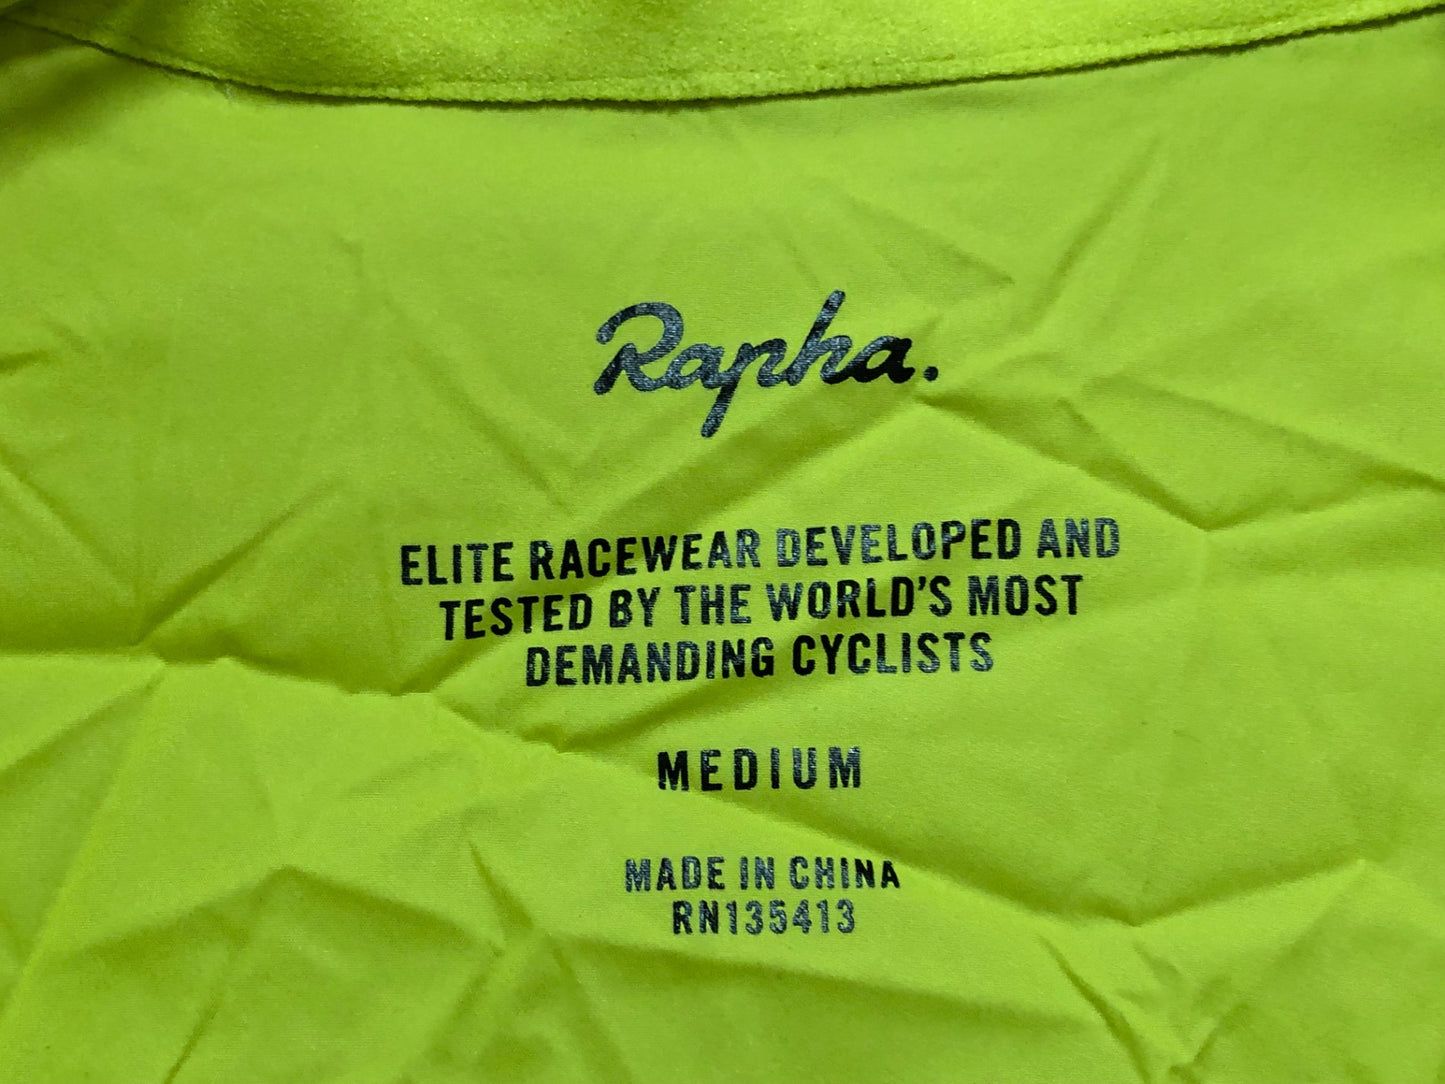 Rapha.
ELITE RACEWEAR DEVELOPED AND
TESTED BY THE WORLD'S MOST
DEMANDING CYCLISTS
MEDIUM
MADE IN CHINA
RN135413